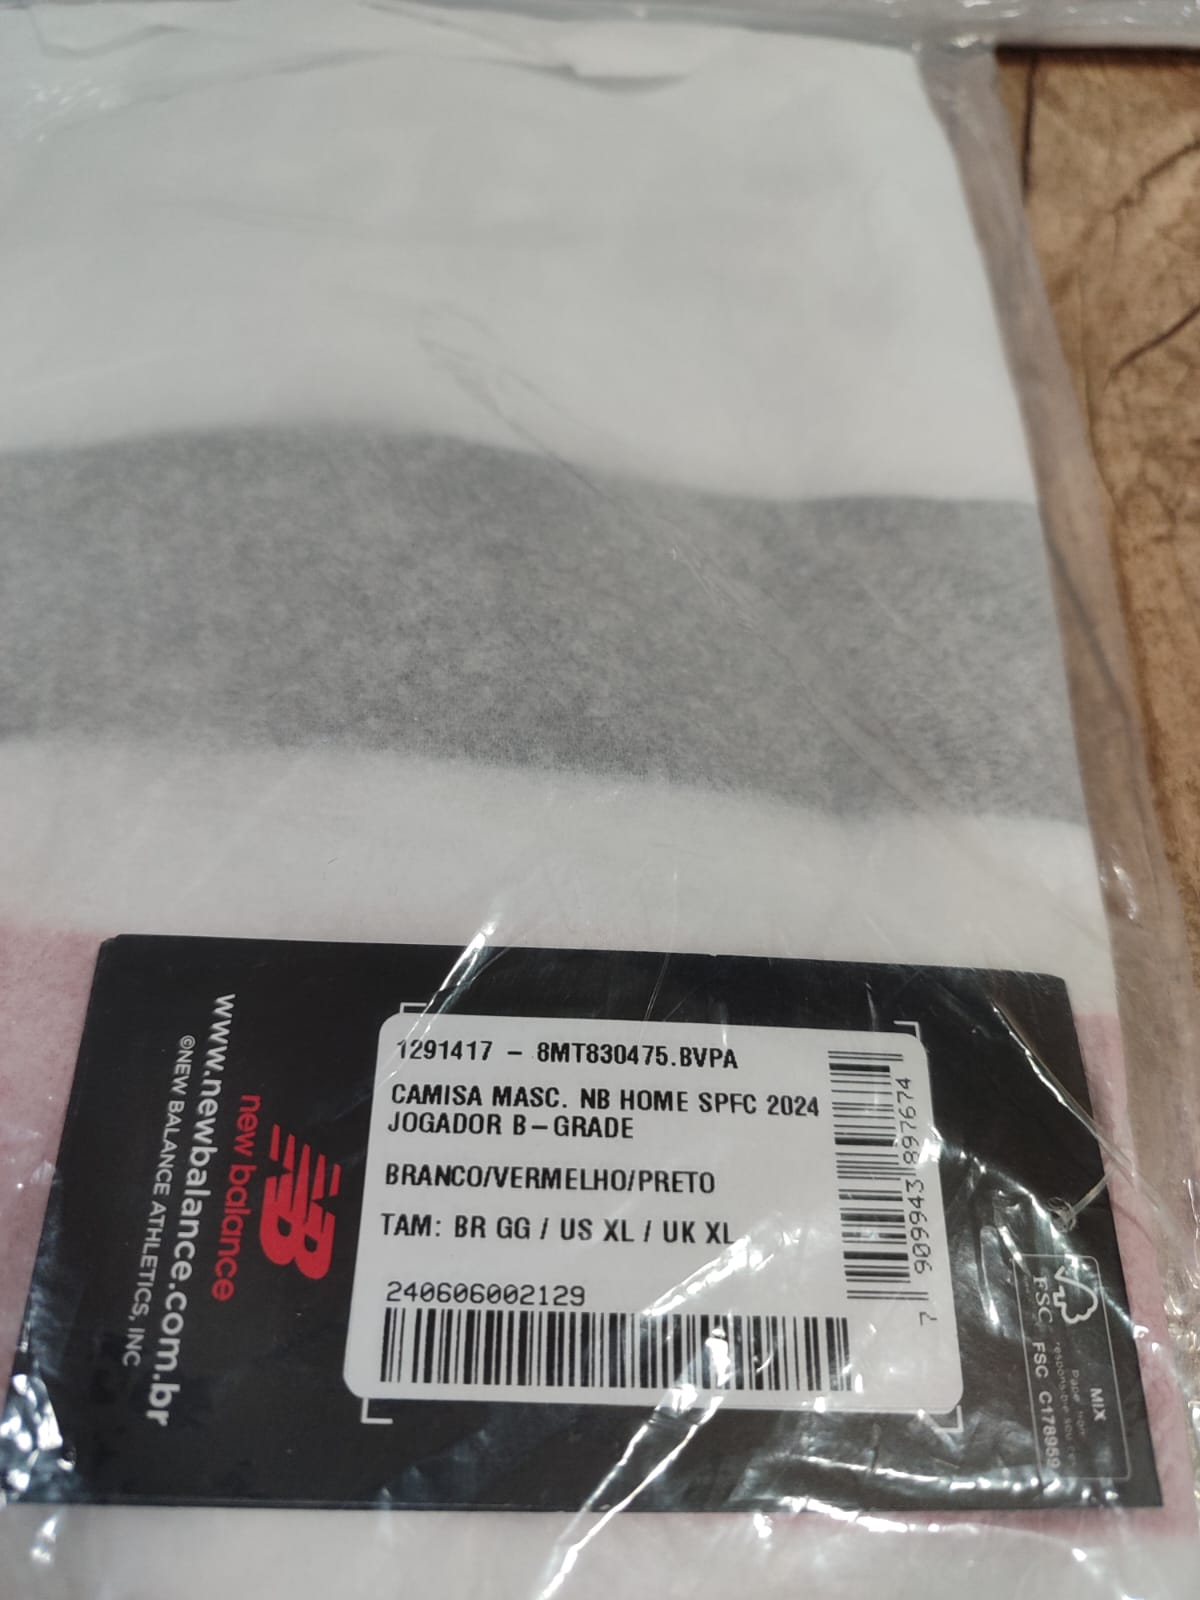 1291417 - 8MT830475.BVPA
CAMISA MASC. NB HOME SPFC 2024
JOGADOR B-GRADE
BRANCO/VERMELHO/PRETO
TAM: BR GG / US XL / UK XL
240606002129
7 909943 897674
new balance
www.newbalance.com.br
©NEW BALANCE ATHLETICS, INC
MIX
FSC
FSC C178959